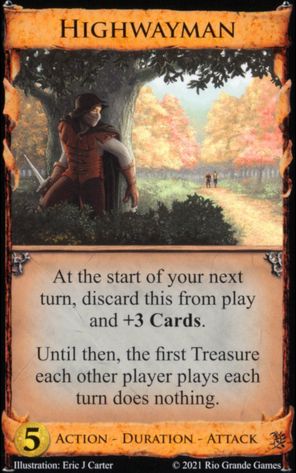 HIGHWAYMAN
At the start of your next
turn, discard this from play
and +3 Cards.
Until then, the first Treasure
each other player plays each
turn does nothing.
5 ACTION - DURATION - ATTACK
Illustration: Eric J Carter © 2021 Rio Grande Games